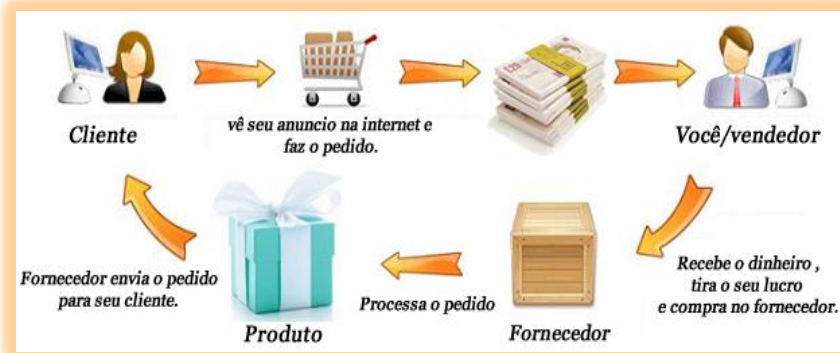 Cliente
vê seu anuncio na internet e
faz o pedido.
Você/vendedor
Recebe o dinheiro ,
tira o seu lucro
e compra no fornecedor.
Fornecedor
Processa o pedido
Produto
Fornecedor envia o pedido
para seu cliente.